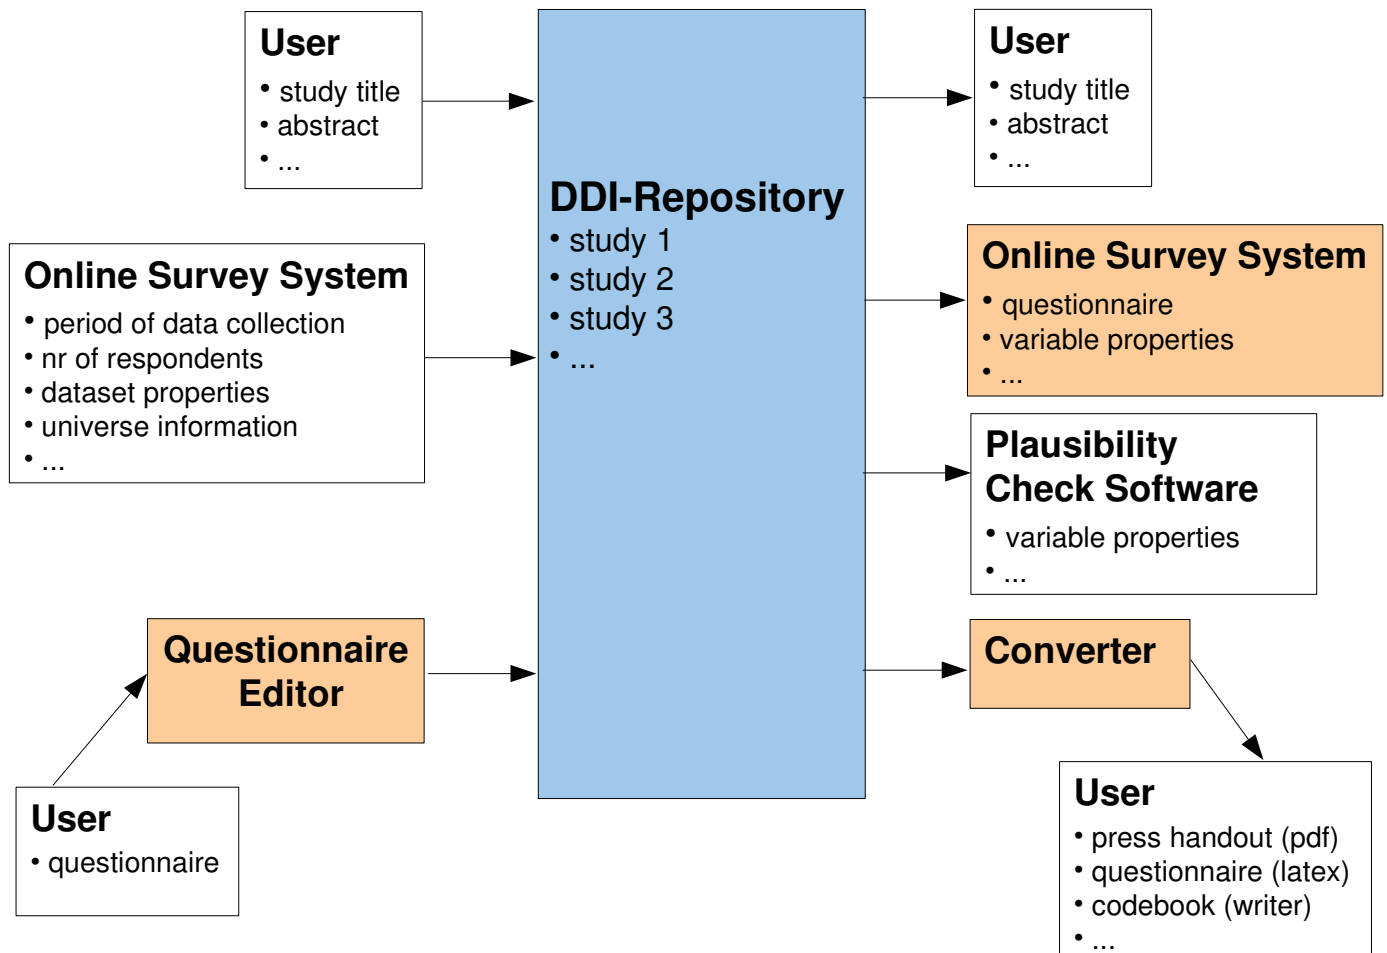 User
• study title
• abstract
• ...
Online Survey System
• period of data collection
• nr of respondents
• dataset properties
• universe information
• ...
Questionnaire
Editor
User
• questionnaire
DDI-Repository
• study 1
• study 2
• study 3
• ...
User
• study title
• abstract
• ...
Online Survey System
• questionnaire
• variable properties
• ...
Plausibility
Check Software
• variable properties
• ...
Converter
User
• press handout (pdf)
• questionnaire (latex)
• codebook (writer)
• ...